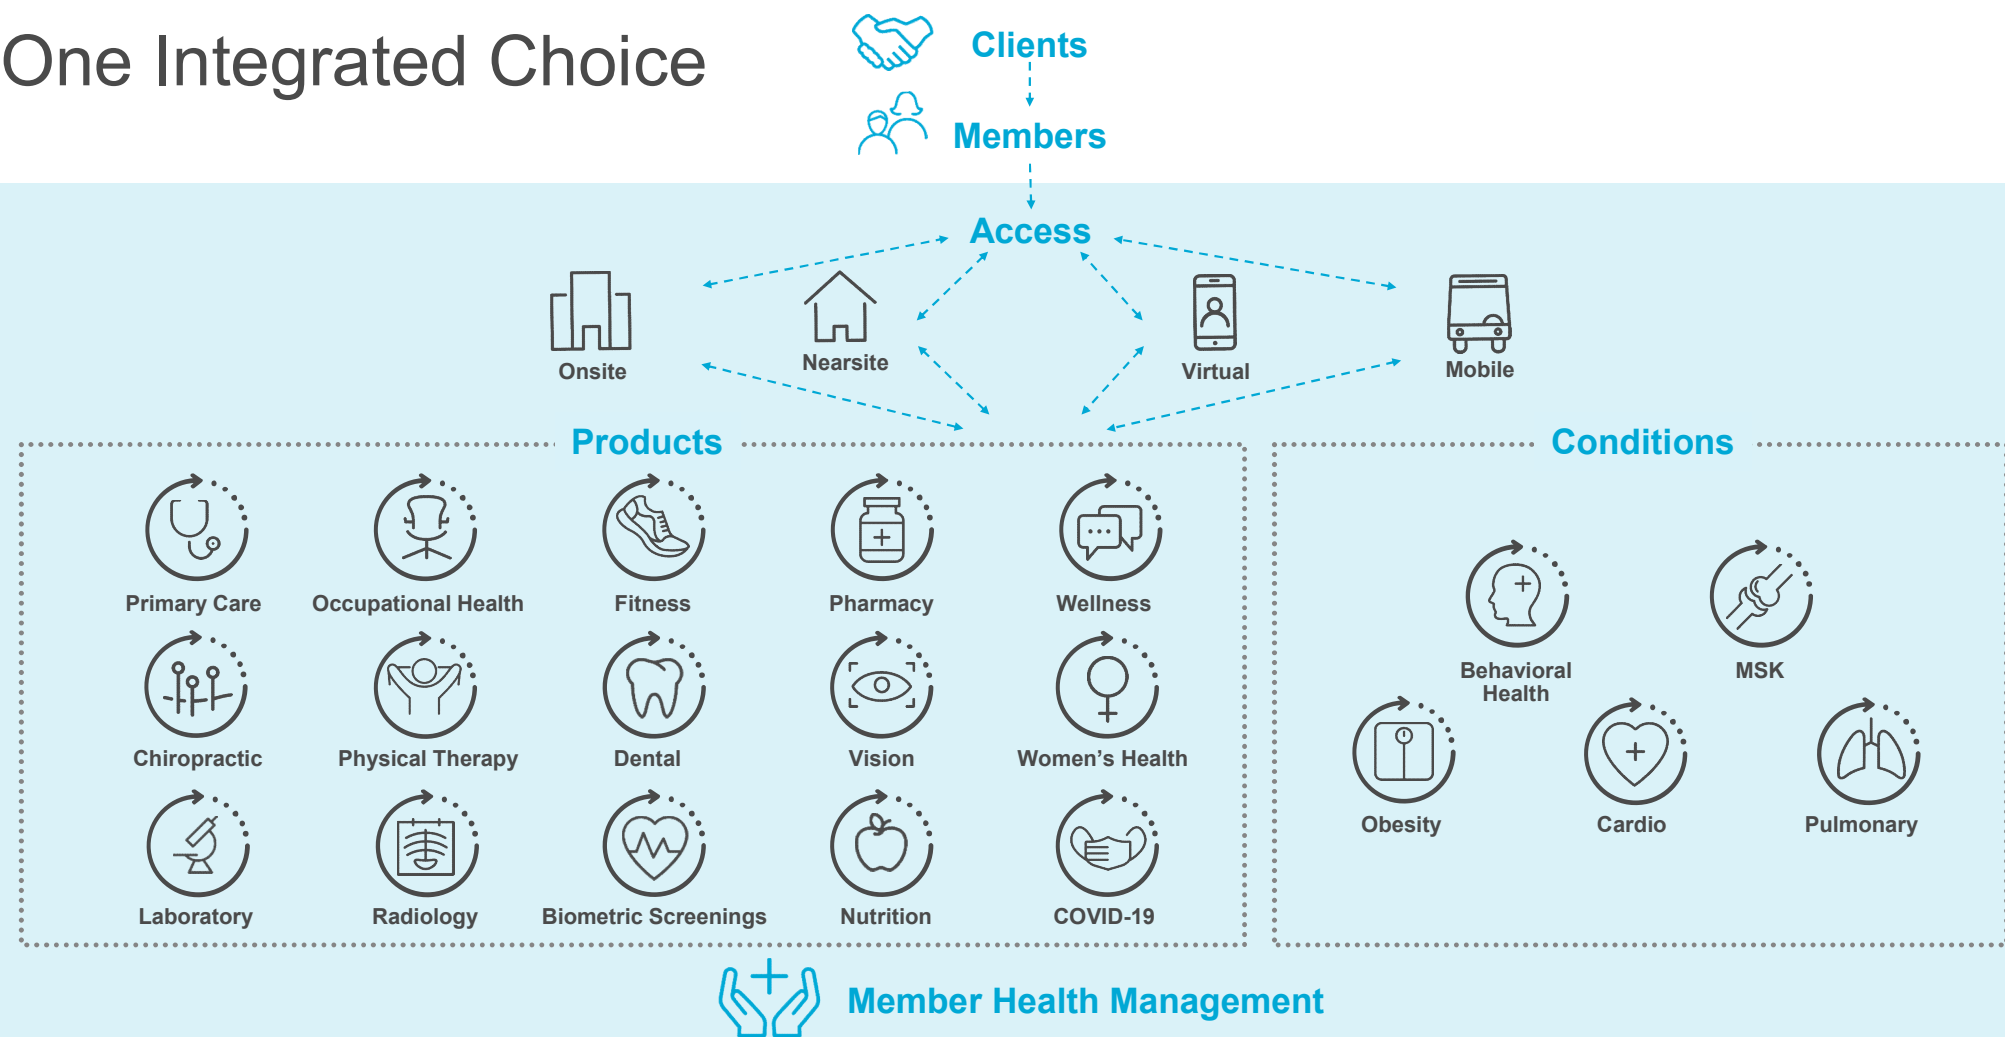 One Integrated Choice
Clients
Members
Access
Onsite
Nearsite
Virtual
Mobile
Products
Primary Care
Occupational Health
Fitness
Pharmacy
Wellness
Chiropractic
Physical Therapy
Dental
Vision
Women’s Health
Laboratory
Radiology
Biometric Screenings
Nutrition
COVID-19
Conditions
Behavioral
Health
MSK
Obesity
Cardio
Pulmonary
Member Health Management